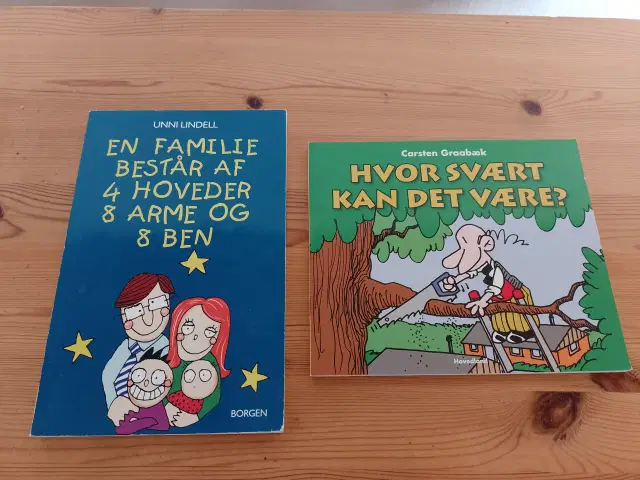 UNNI LINDELL
EN FAMILIE
BESTÅR AF
4 HOVEDER
8 ARME OG
8 BEN
BORGEN
Carsten Graabæk
HVOR SVÆRT
KAN DET VÆRE?